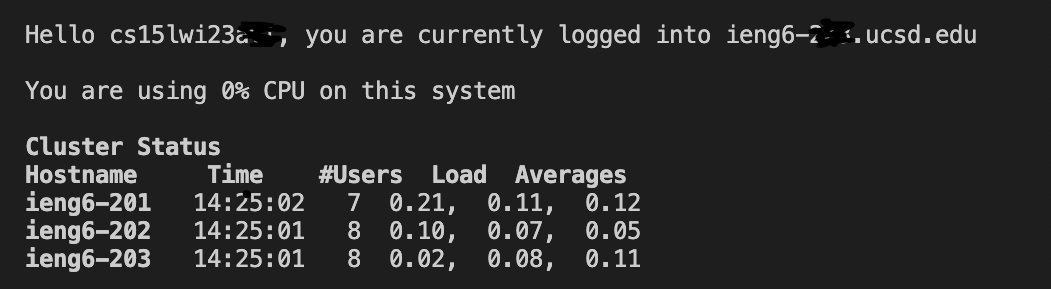 Hello cs15lwi23a, you are currently logged into ieng6-2.ucsd.edu
You are using 0% CPU on this system
Cluster Status
Hostname Time #Users Load Averages
ieng6-201 14:25:02 7 0.21, 0.11, 0.12
ieng6-202 14:25:01 8 0.10, 0.07, 0.05
ieng6-203 14:25:01 8 0.02, 0.08, 0.11